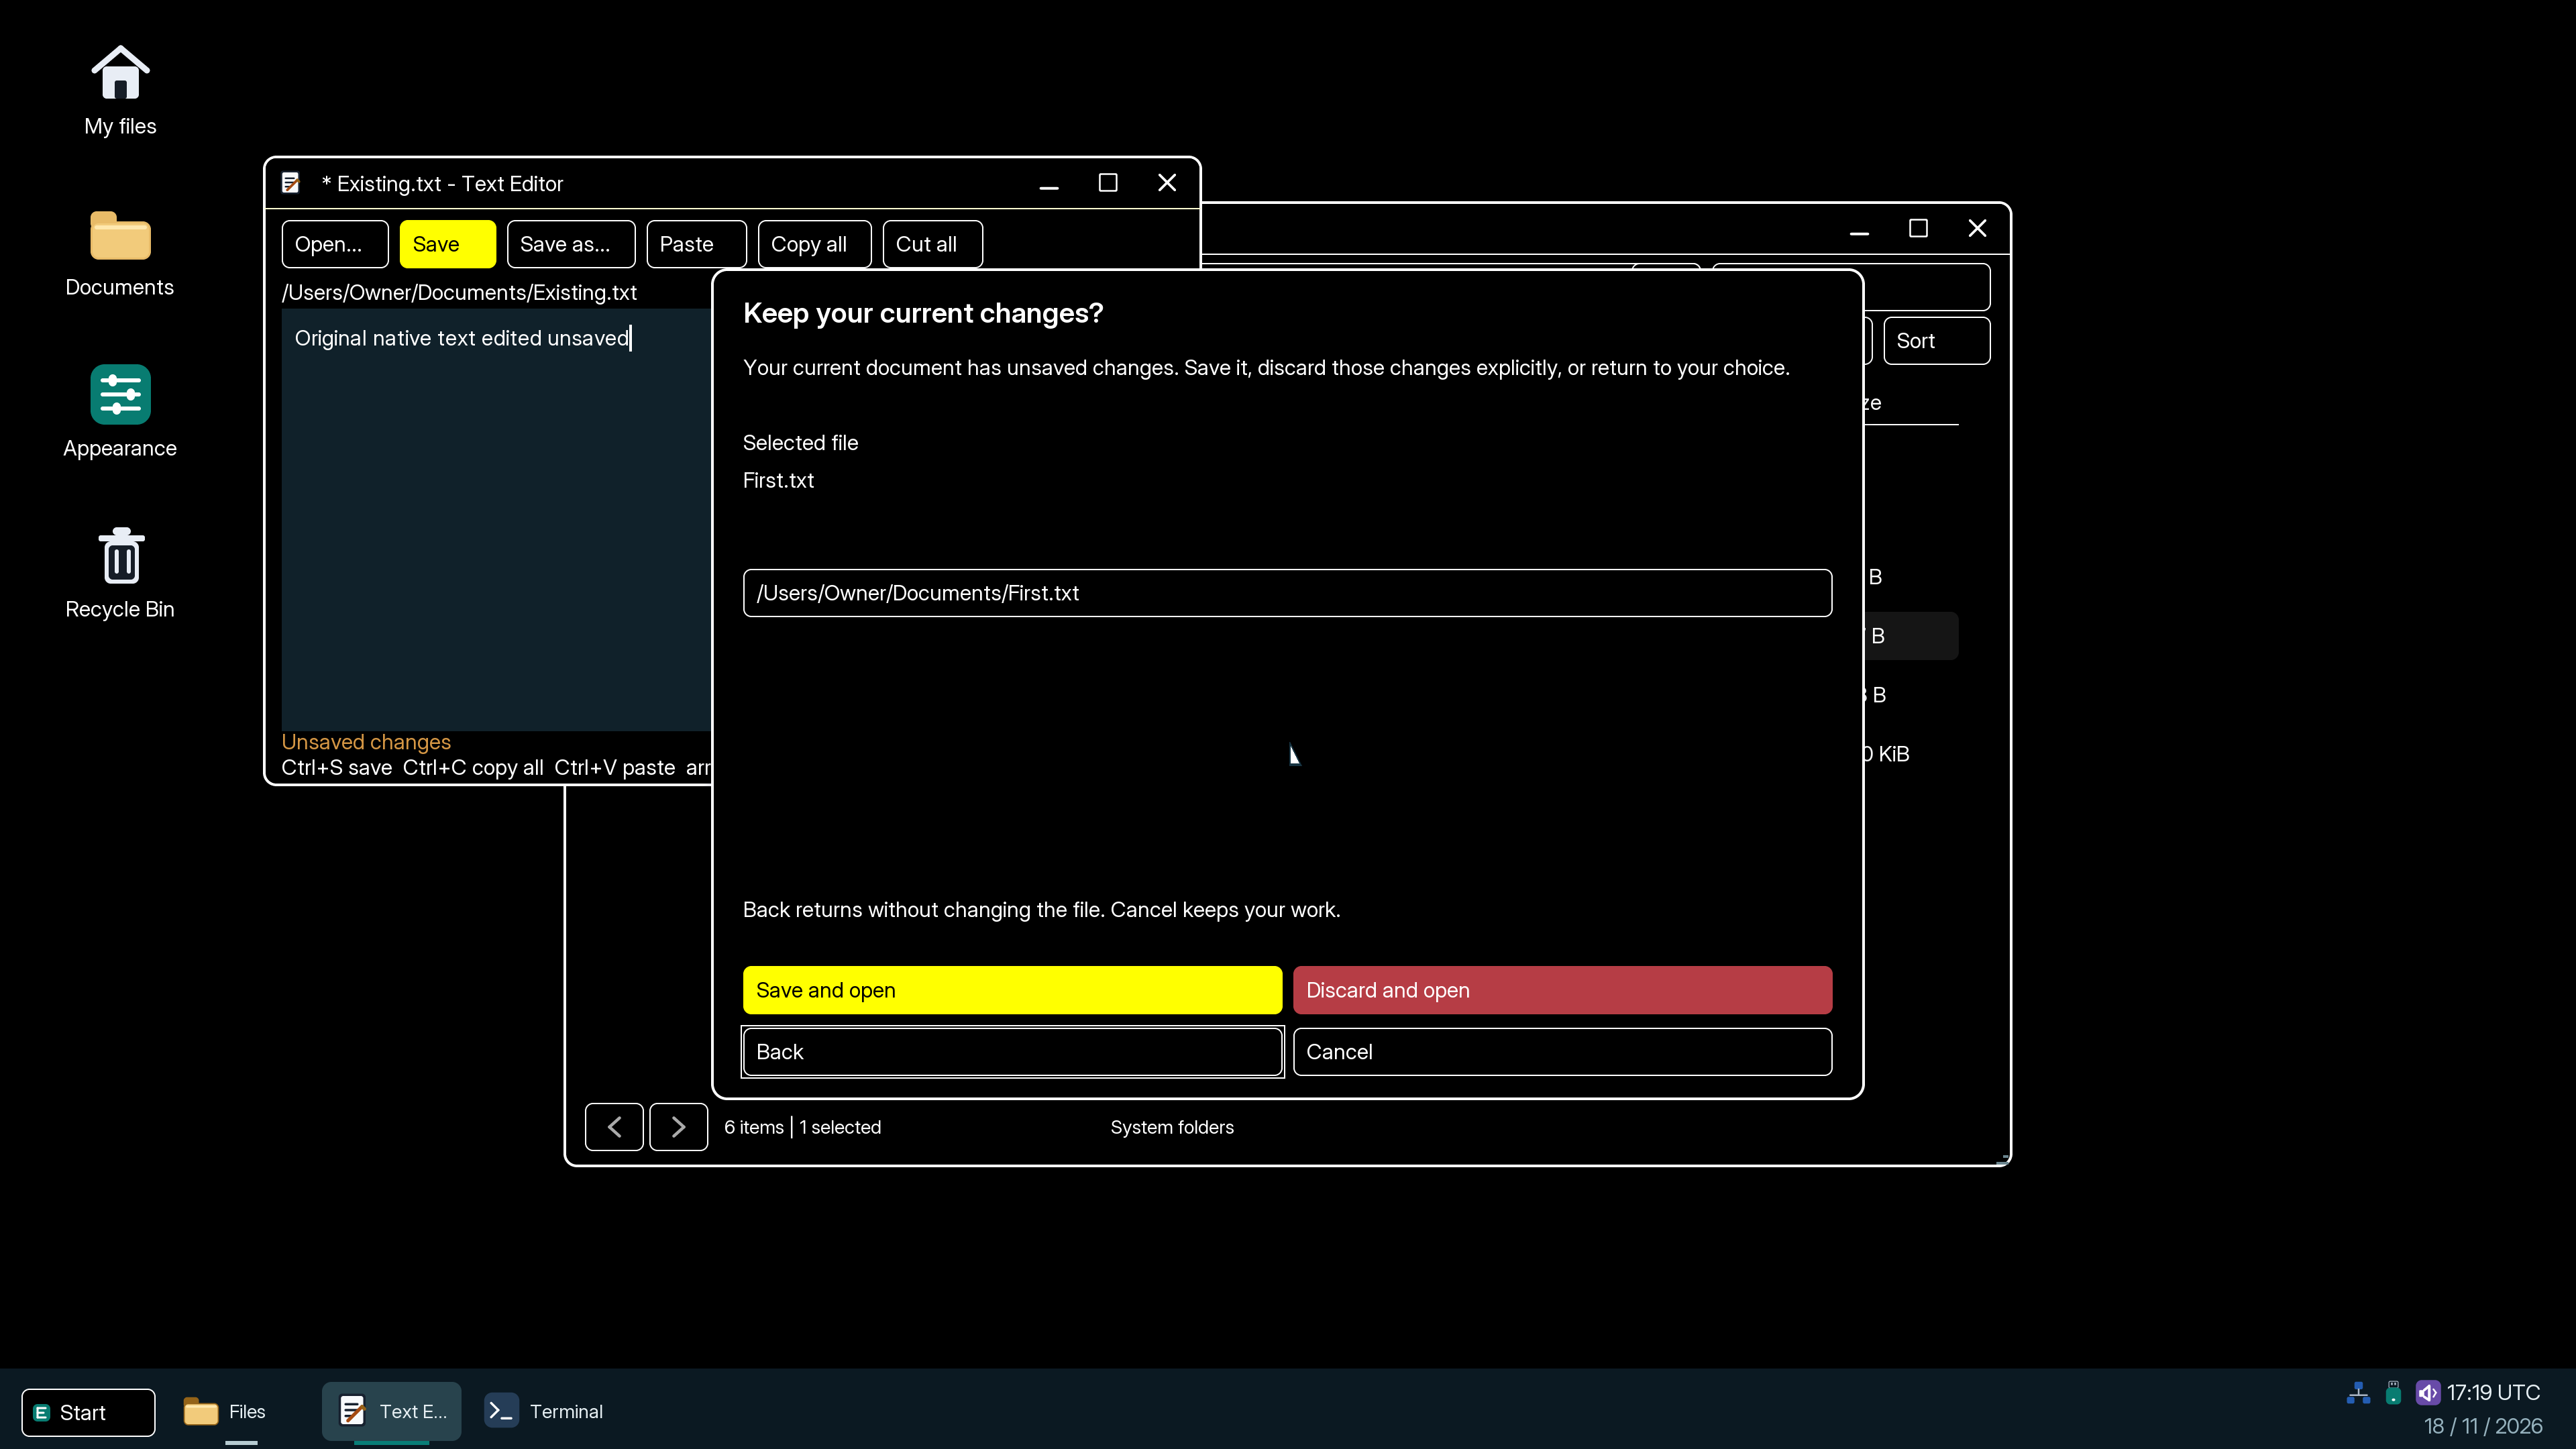 My files
Documents
Appearance
Recycle Bin
* Existing.txt - Text Editor
Open...
Save
Save as...
Paste
Copy all
Cut all
/Users/Owner/Documents/Existing.txt
Original native text edited unsaved
Unsaved changes
Ctrl+S save Ctrl+C copy all Ctrl+V paste
Sort
B
B
B
KiB
Keep your current changes?
Your current document has unsaved changes. Save it, discard those changes explicitly, or return to your choice.
Selected file
First.txt
/Users/Owner/Documents/First.txt
Back returns without changing the file. Cancel keeps your work.
Save and open
Discard and open
Back
Cancel
6 items | 1 selected
System folders
Start
Files
Text E...
Terminal
17:19 UTC
18 / 11 / 2026